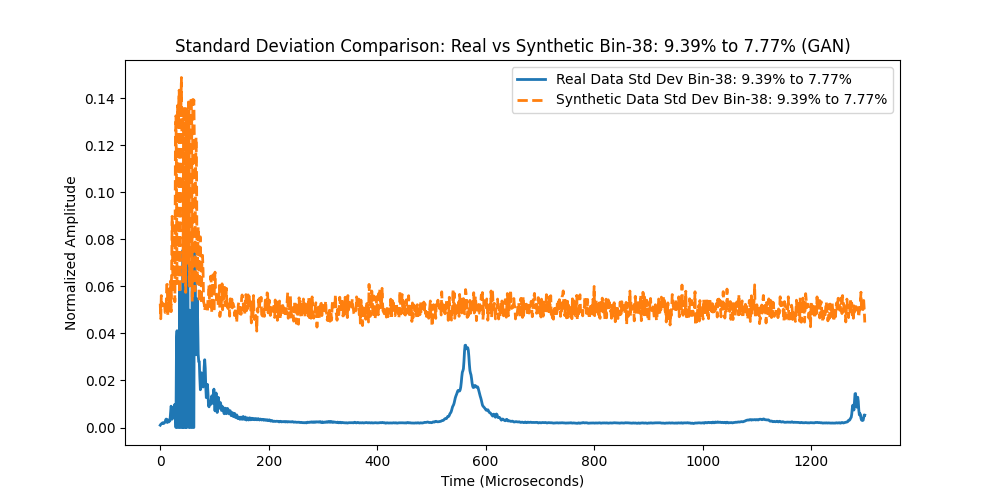 Standard Deviation Comparison: Real vs Synthetic Bin-38: 9.39% to 7.77% (GAN)
Real Data Std Dev Bin-38: 9.39% to 7.77%
Synthetic Data Std Dev Bin-38: 9.39% to 7.77%
Normalized Amplitude
0.14
0.12
0.10
0.08
0.06
0.04
0.02
0.00
0 200 400 600 800 1000 1200
Time (Microseconds)